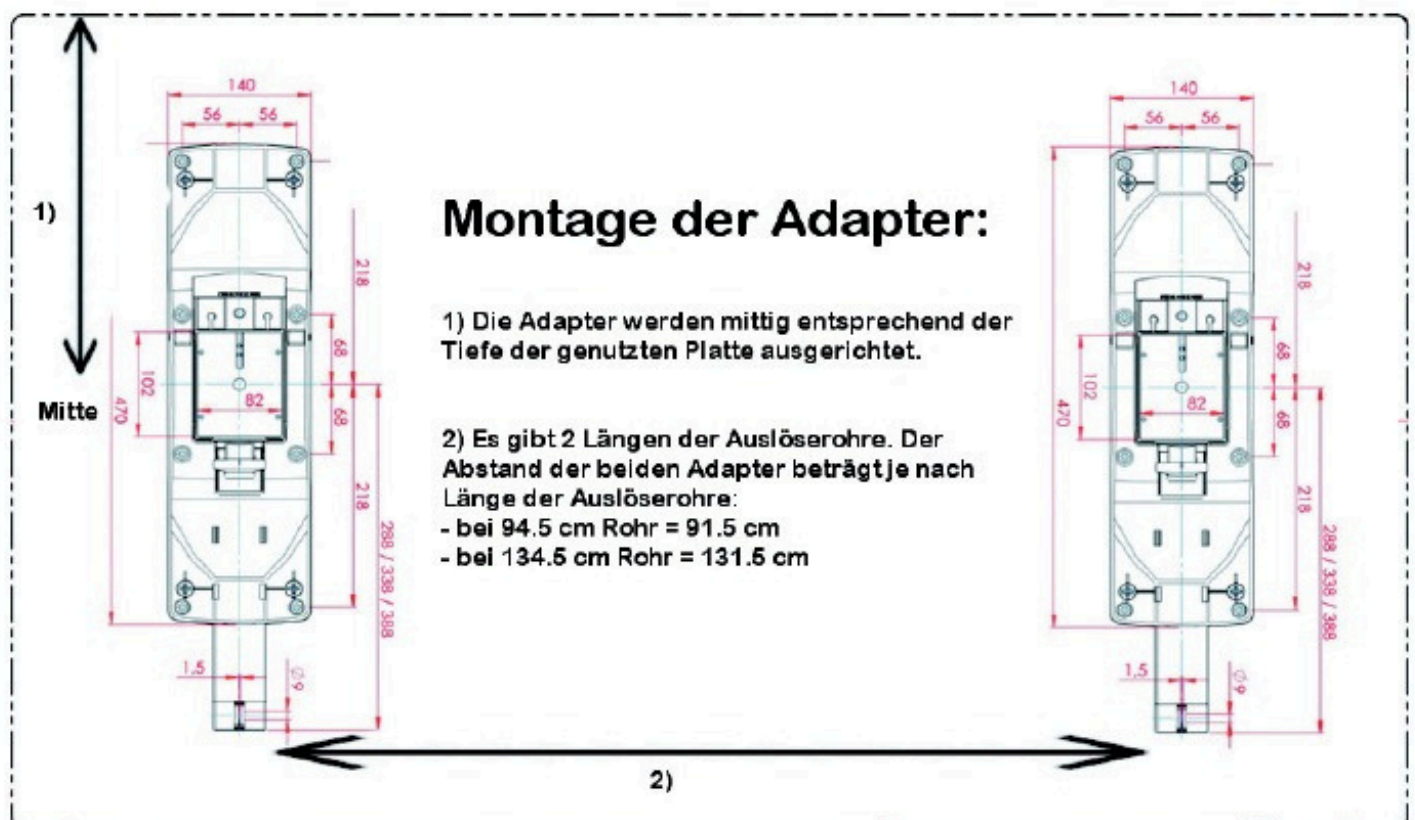 140
56 56
1)
218
68
102
82
Mitte
470
68
218
288 / 338 / 388
1,5
Ø9
Montage der Adapter:
1) Die Adapter werden mittig entsprechend der
Tiefe der genutzten Platte ausgerichtet.
2) Es gibt 2 Längen der Auslöserohre. Der
Abstand der beiden Adapter beträgt je nach
Länge der Auslöserohre:
- bei 94.5 cm Rohr = 91.5 cm
- bei 134.5 cm Rohr = 131.5 cm
140
56 56
218
68
102
82
470
68
218
288 / 338 / 388
1,5
Ø9
2)